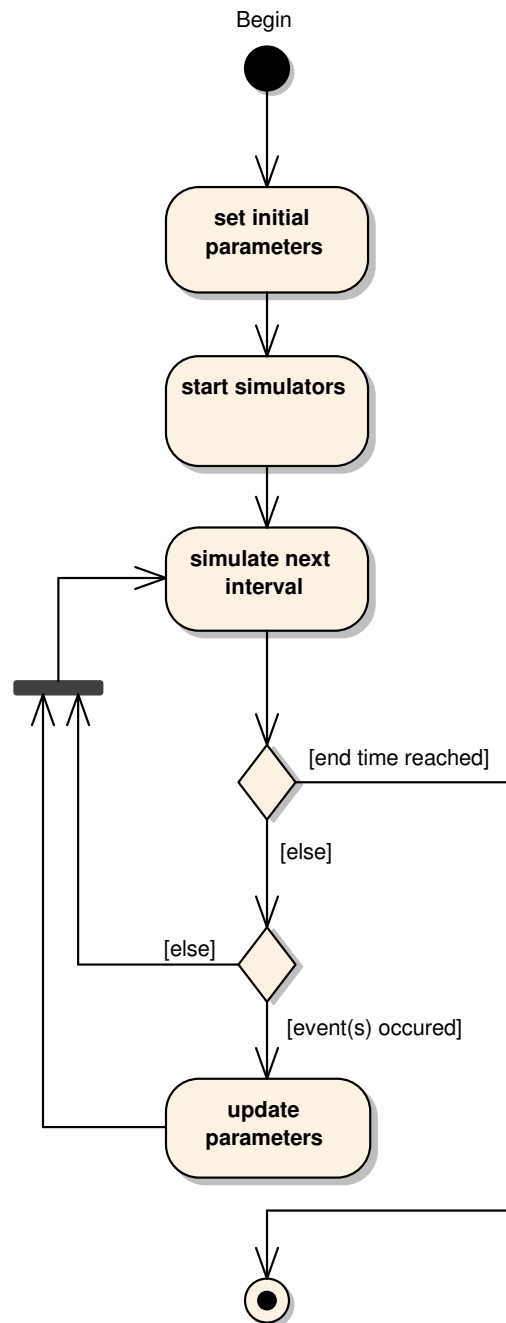 Begin
set initial
parameters
start simulators
simulate next
interval
[end time reached]
[else]
[else]
[event(s) occured]
update
parameters